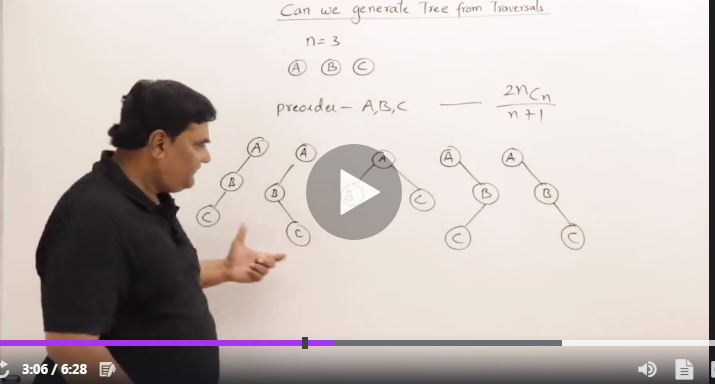 Can we generate Tree from Traversals
n=3
A B C
preorder — A,B,C — 2nCn / n+1
A A A A A
B B B C B B
C C C C
3:06 / 6:28